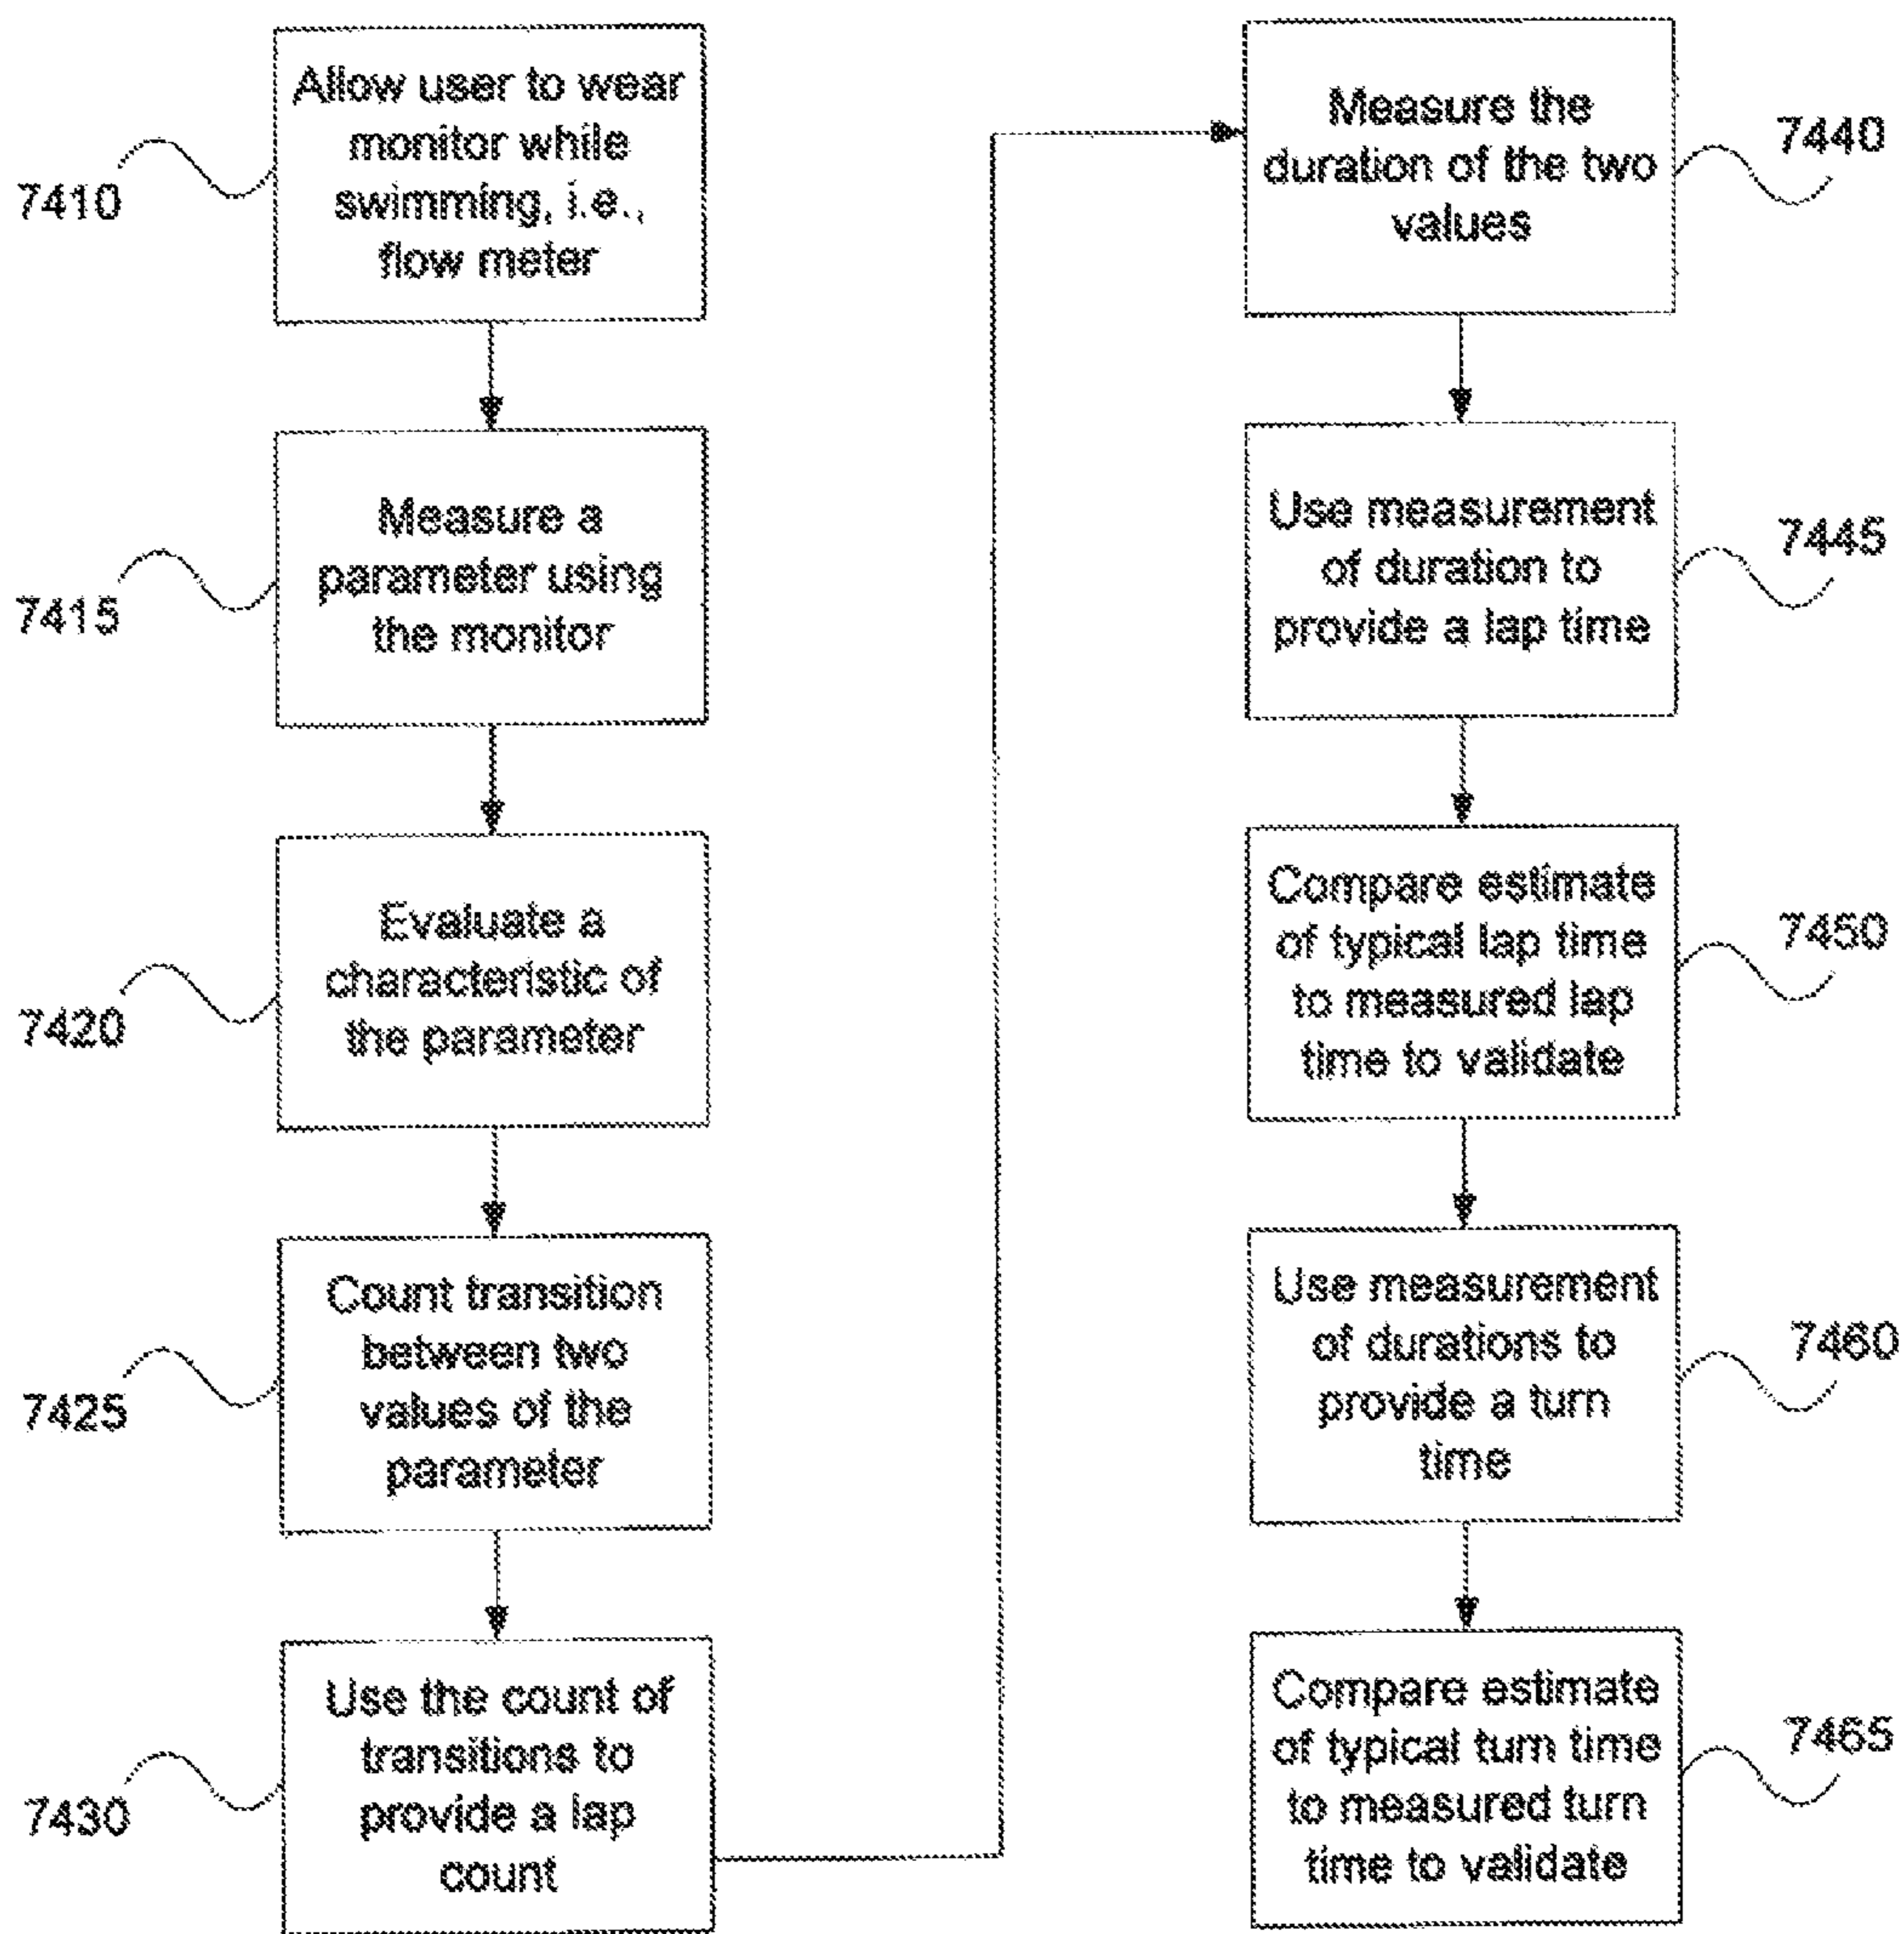 Allow user to wear
monitor while
swimming, i.e.,
flow meter
7410
Measure a
parameter using
the monitor
7415
Evaluate a
characteristic of
the parameter
7420
Count transition
between two
values of the
parameter
7425
Use the count of
transitions to
provide a lap
count
7430
Measure the
duration of the two
values
7440
Use measurement
of duration to
provide a lap time
7445
Compare estimate
of typical lap time
to measured lap
time to validate
7450
Use measurement
of durations to
provide a turn
time
7460
Compare estimate
of typical turn time
to measured turn
time to validate
7465